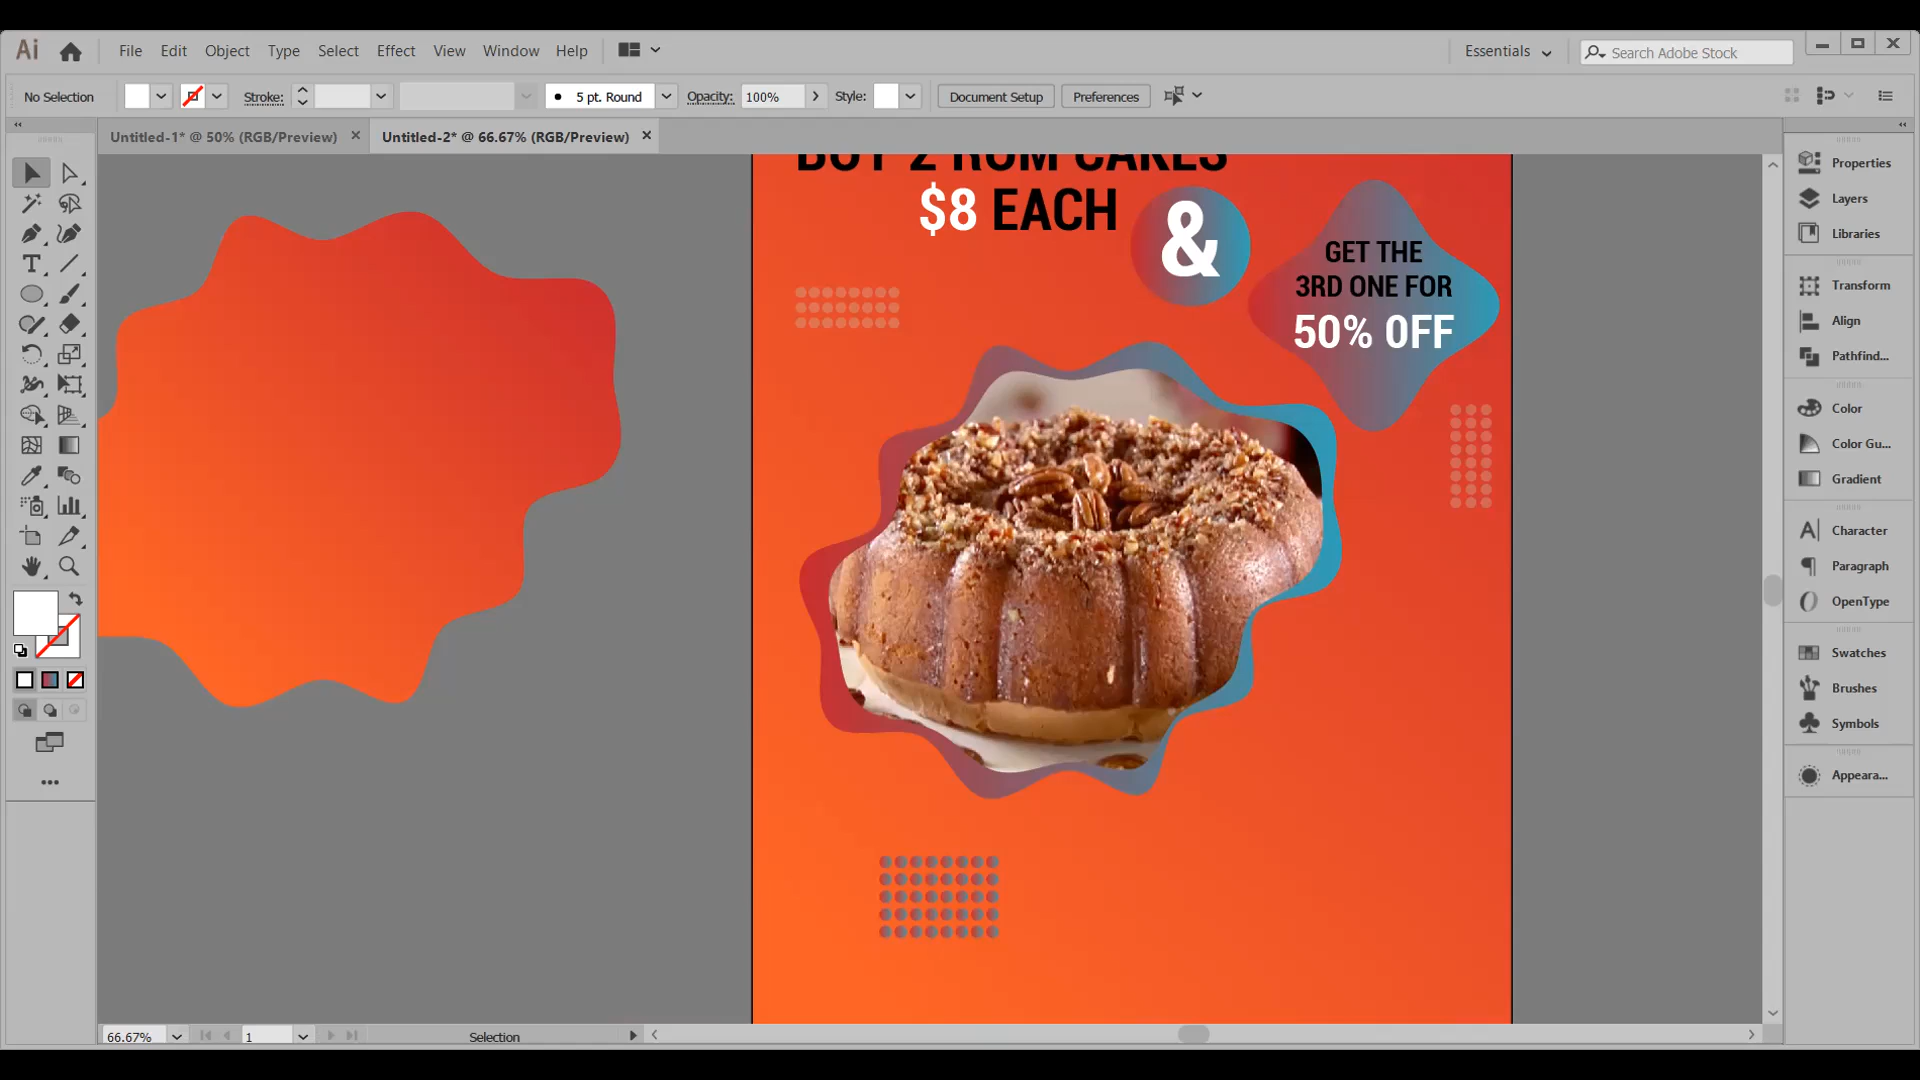 Ai File Edit Object Type Select Effect View Window Help Essentials Search Adobe Stock
No Selection Stroke: 5 pt. Round Opacity: 100% Style: Document Setup Preferences
Untitled-1* @ 50% (RGB/Preview) × Untitled-2* @ 66.67% (RGB/Preview) ×
BUY 2 RUM CAKES
$8 EACH
&
GET THE
3RD ONE FOR
50% OFF
Properties
Layers
Libraries
Transform
Align
Pathfind...
Color
Color Gu...
Gradient
Character
Paragraph
OpenType
Swatches
Brushes
Symbols
Appeara...
66.67% 1 Selection